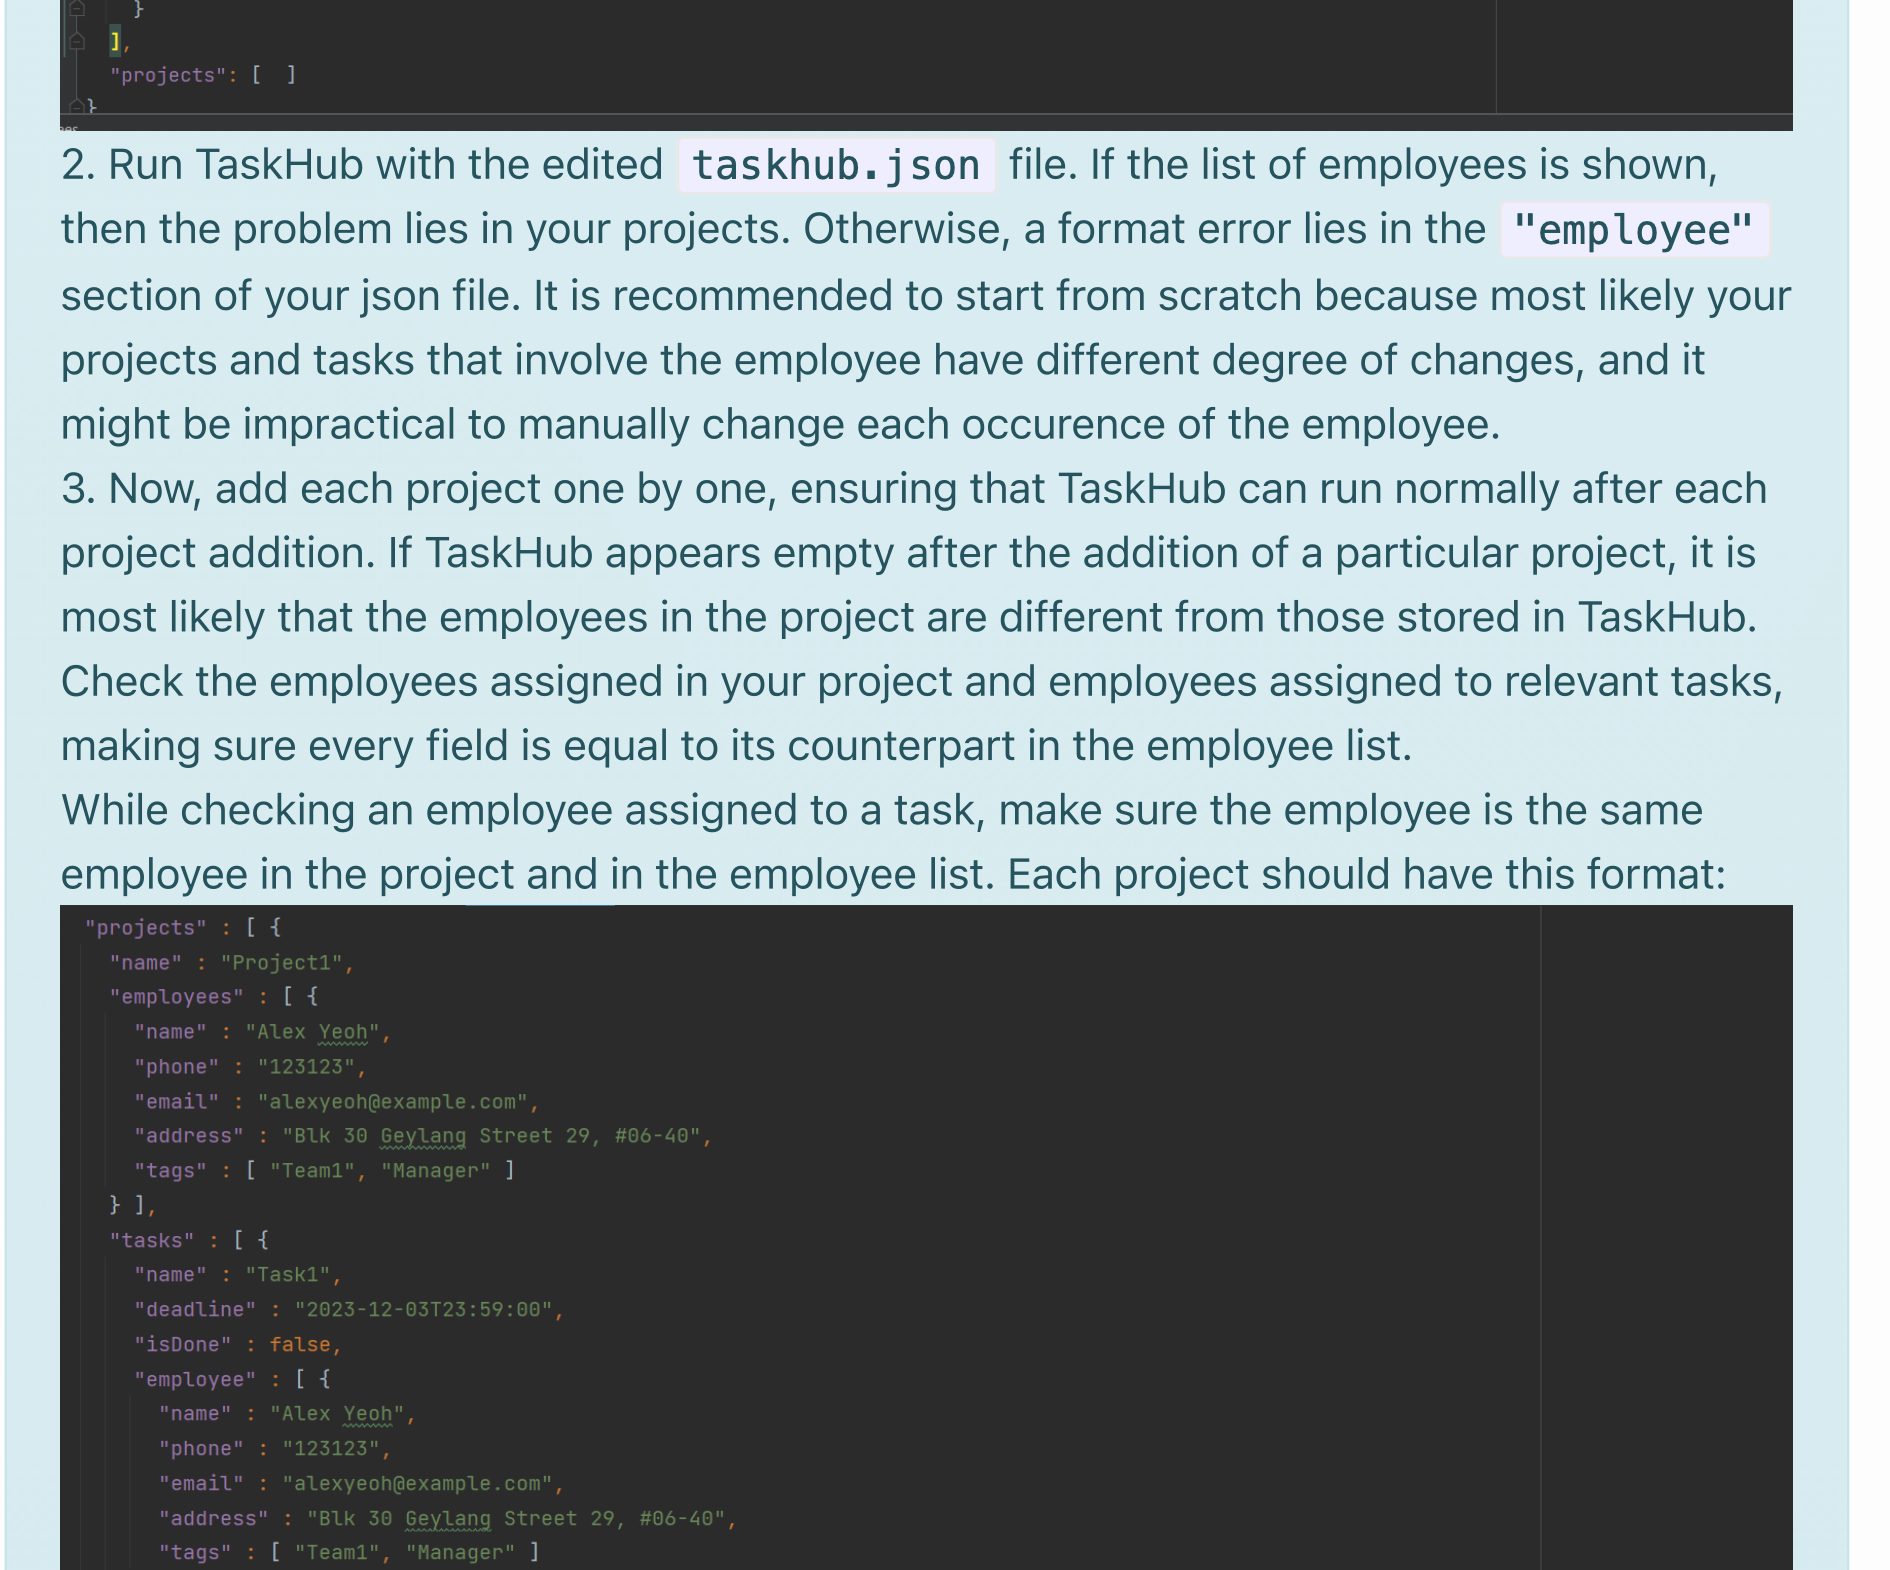 }
],
"projects": [ ]
}
2. Run TaskHub with the edited taskhub.json file. If the list of employees is shown,
then the problem lies in your projects. Otherwise, a format error lies in the "employee"
section of your json file. It is recommended to start from scratch because most likely your
projects and tasks that involve the employee have different degree of changes, and it
might be impractical to manually change each occurence of the employee.
3. Now, add each project one by one, ensuring that TaskHub can run normally after each
project addition. If TaskHub appears empty after the addition of a particular project, it is
most likely that the employees in the project are different from those stored in TaskHub.
Check the employees assigned in your project and employees assigned to relevant tasks,
making sure every field is equal to its counterpart in the employee list.
While checking an employee assigned to a task, make sure the employee is the same
employee in the project and in the employee list. Each project should have this format:
"projects" : [ {
"name" : "Project1",
"employees" : [ {
"name" : "Alex Yeoh",
"phone" : "123123",
"email" : "alexyeoh@example.com",
"address" : "Blk 30 Geylang Street 29, #06-40",
"tags" : [ "Team1", "Manager" ]
} ],
"tasks" : [ {
"name" : "Task1",
"deadline" : "2023-12-03T23:59:00",
"isDone" : false,
"employee" : [ {
"name" : "Alex Yeoh",
"phone" : "123123",
"email" : "alexyeoh@example.com",
"address" : "Blk 30 Geylang Street 29, #06-40",
"tags" : [ "Team1", "Manager" ]